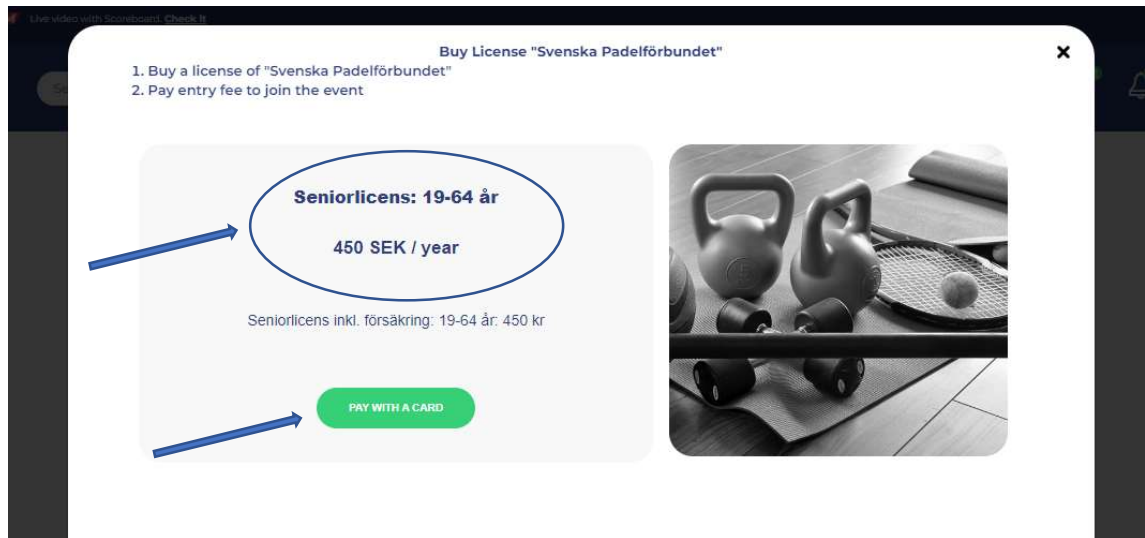 Live video with Scoreboard. Check it
Buy License "Svenska Padelförbundet"
1. Buy a license of "Svenska Padelförbundet"
2. Pay entry fee to join the event
Se
Seniorlicens: 19-64 år
450 SEK / year
Seniorlicens inkl. försäkring: 19-64 år: 450 kr
PAY WITH A CARD